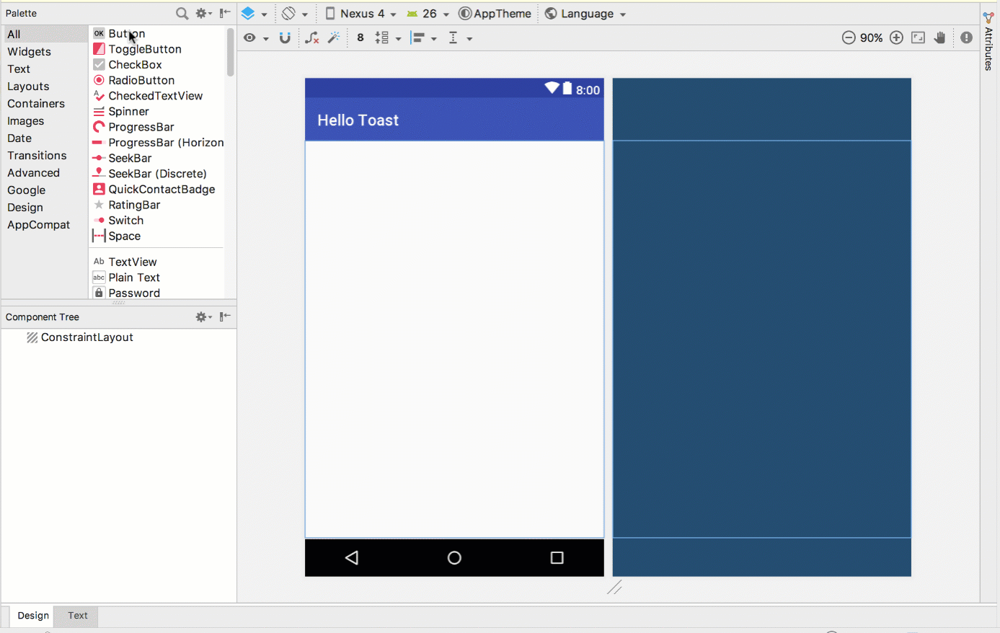 Palette
Nexus 4
26
AppTheme
Language
8
90%
Attributes
All
Widgets
Text
Layouts
Containers
Images
Date
Transitions
Advanced
Google
Design
AppCompat
OK Button
ToggleButton
CheckBox
RadioButton
A CheckedTextView
Spinner
ProgressBar
ProgressBar (Horizon
SeekBar
SeekBar (Discrete)
QuickContactBadge
RatingBar
Switch
Space
Ab TextView
abc Plain Text
Password
Component Tree
ConstraintLayout
8:00
Hello Toast
Design
Text